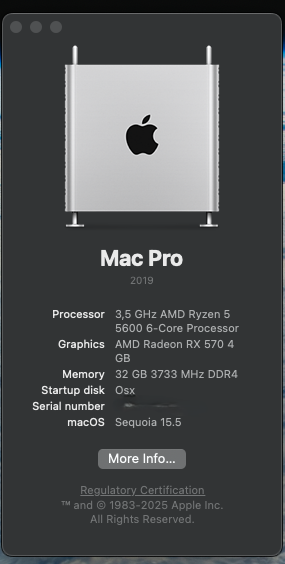 Mac Pro
2019
Processor 3,5 GHz AMD Ryzen 5
5600 6-Core Processor
Graphics AMD Radeon RX 570 4
GB
Memory 32 GB 3733 MHz DDR4
Startup disk Osx
Serial number
macOS Sequoia 15.5
More Info...
Regulatory Certification
™ and © 1983-2025 Apple Inc.
All Rights Reserved.